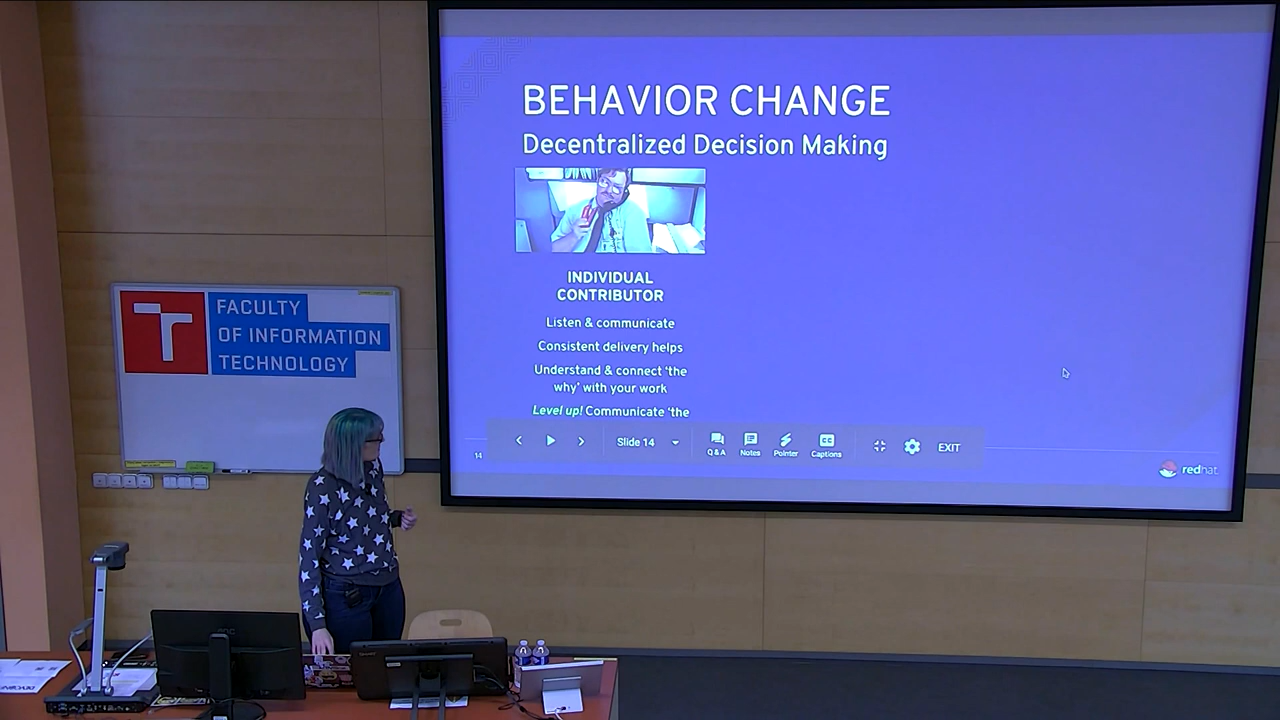 BEHAVIOR CHANGE
Decentralized Decision Making
INDIVIDUAL
CONTRIBUTOR
Listen & communicate
Consistent delivery helps
Understand & connect ‘the
why’ with your work
Level up! Communicate ‘the
Slide 14
Q & A
Notes
Pointer
Captions
EXIT
14
redhat
FACULTY
OF INFORMATION
TECHNOLOGY